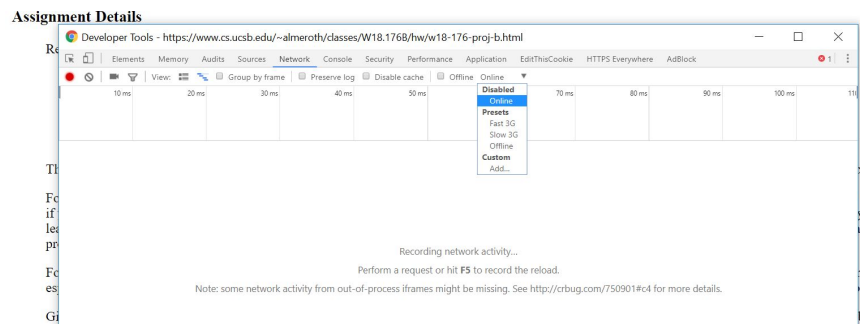 Assignment Details
Developer Tools - https://www.cs.ucsb.edu/~almeroth/classes/W18.176B/hw/w18-176-proj-b.html
Elements Memory Audits Sources Network Console Security Performance Application EditThisCookie HTTPS Everywhere AdBlock 1
View: Group by frame Preserve log Disable cache Offline Online
Disabled
Online
Presets
Fast 3G
Slow 3G
Offline
Custom
Add...
10 ms 20 ms 30 ms 40 ms 50 ms 70 ms 80 ms 90 ms 100 ms 11
Recording network activity...
Perform a request or hit F5 to record the reload.
Note: some network activity from out-of-process iframes might be missing. See http://crbug.com/750901#c4 for more details.